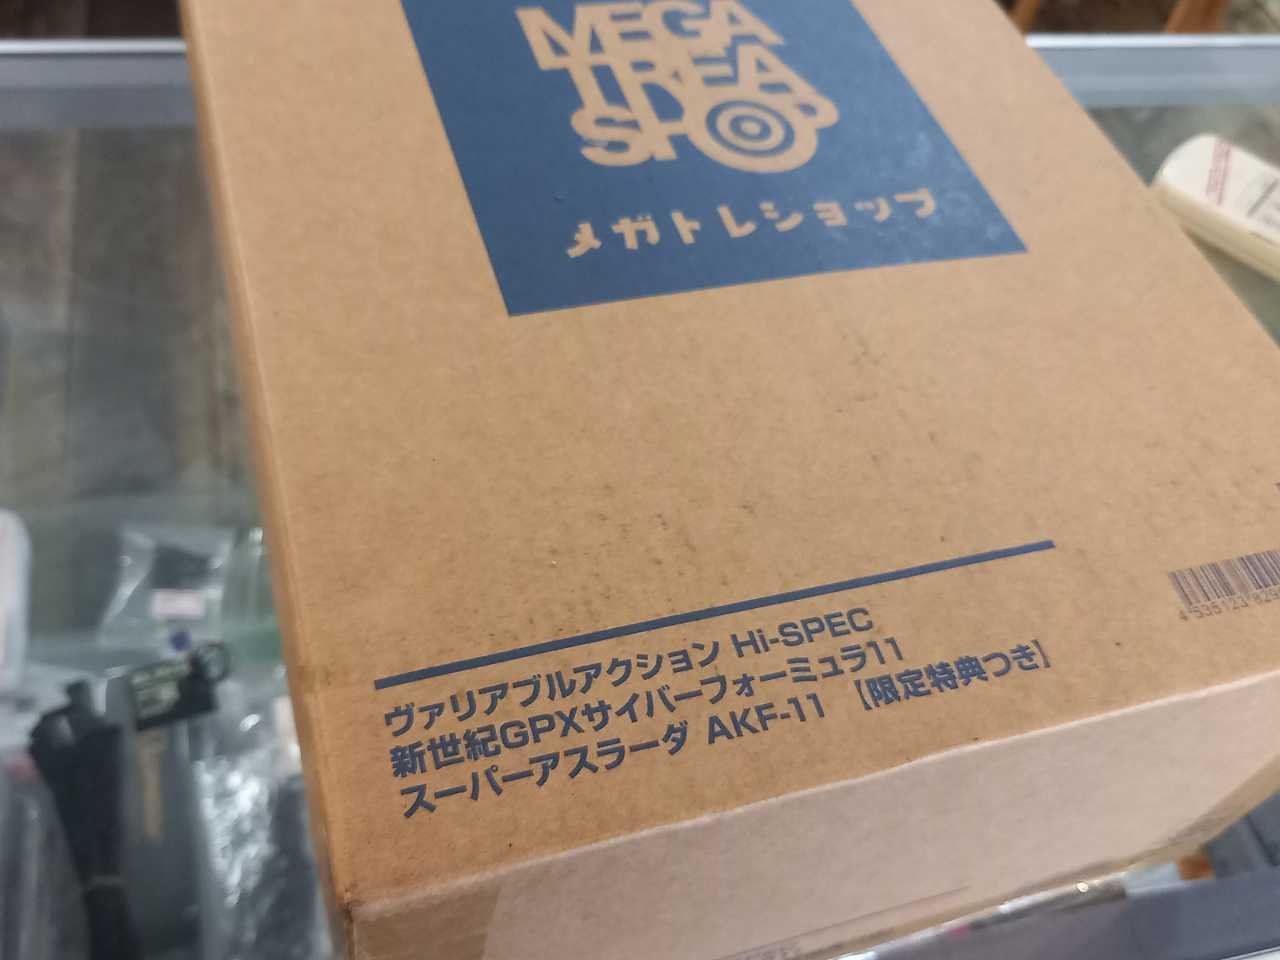 MEGA
TREA
SHOP
メガトレショップ
ヴァリアブルアクション Hi-SPEC
新世紀GPXサイバーフォーミュラ11
スーパーアスラーダ AKF-11 【限定特典つき】
4 535123 829